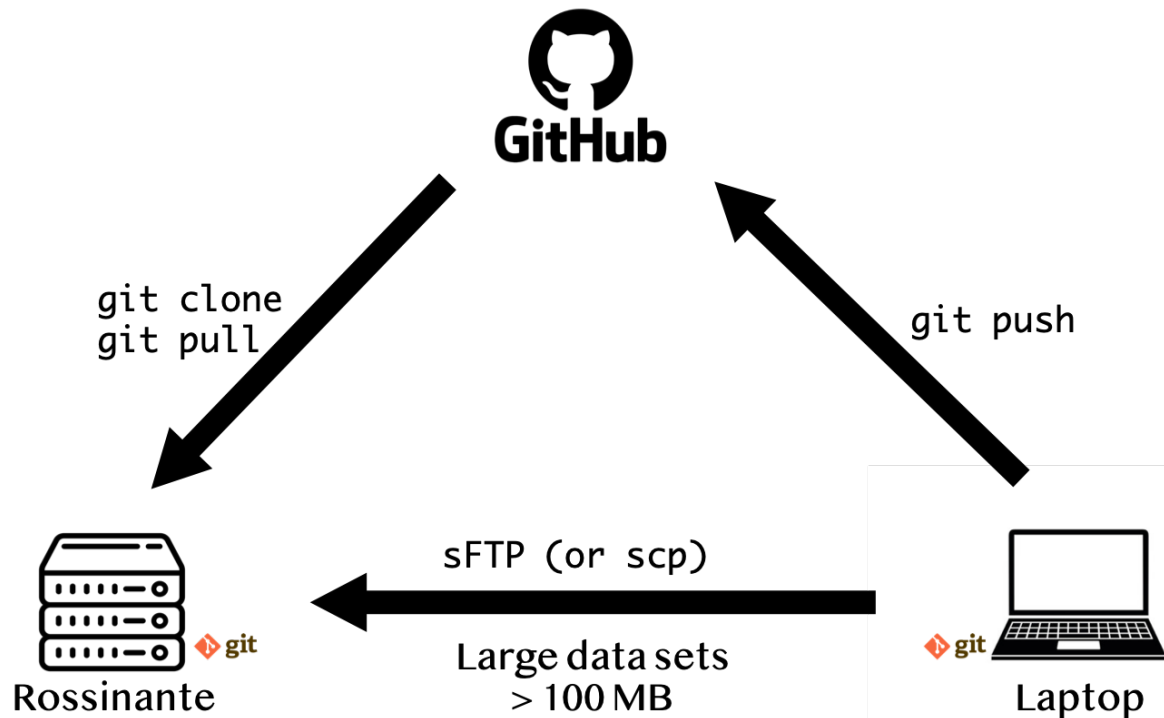 GitHub
git clone
git pull
git push
sFTP (or scp)
git
git
Large data sets
> 100 MB
Rossinante
Laptop